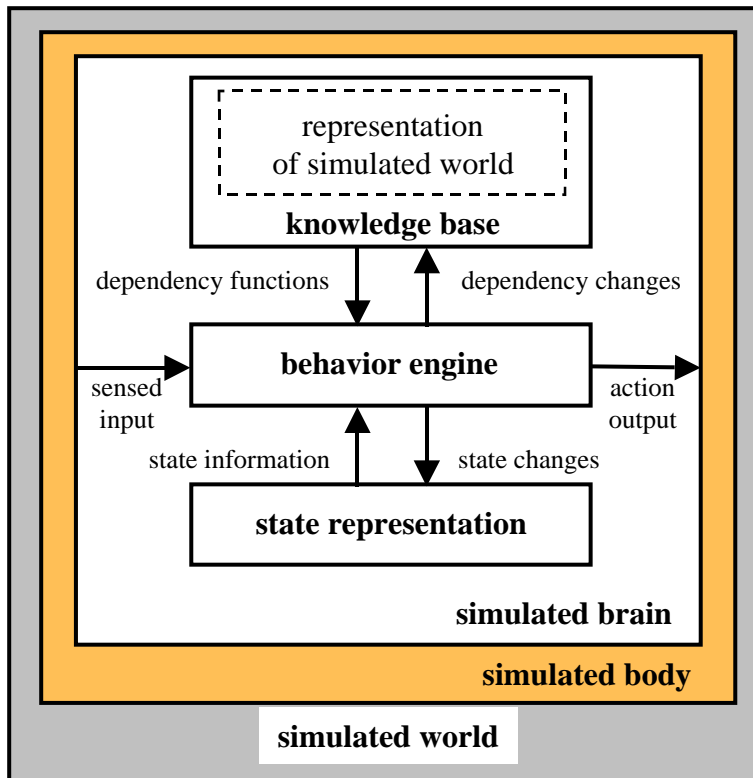 representation
of simulated world
knowledge base
dependency functions
dependency changes
behavior engine
sensed
input
action
output
state information
state changes
state representation
simulated brain
simulated body
simulated world